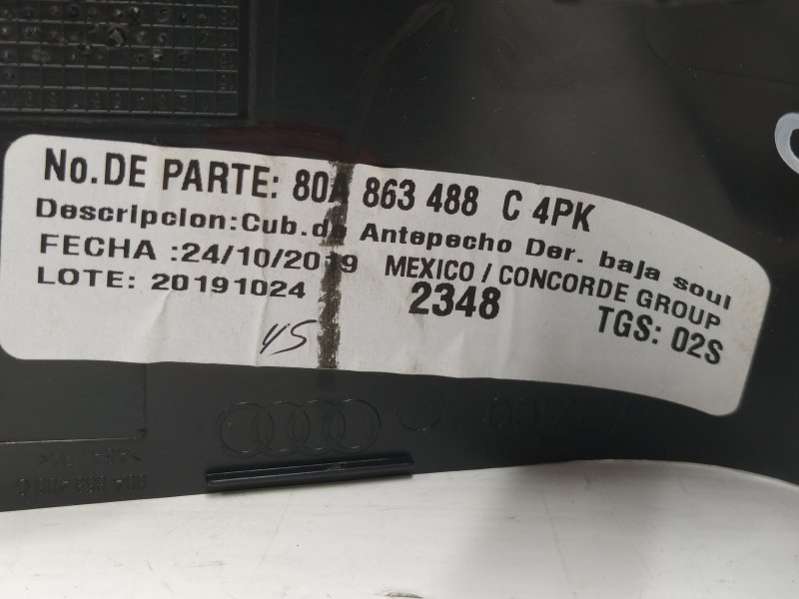 No.DE PARTE: 80A 863 488 C 4PK
Descripcion:Cub.de Antepecho Der. baja soul
FECHA :24/10/2019 MEXICO / CONCORDE GROUP
LOTE: 20191024 2348 TGS: 02S
45